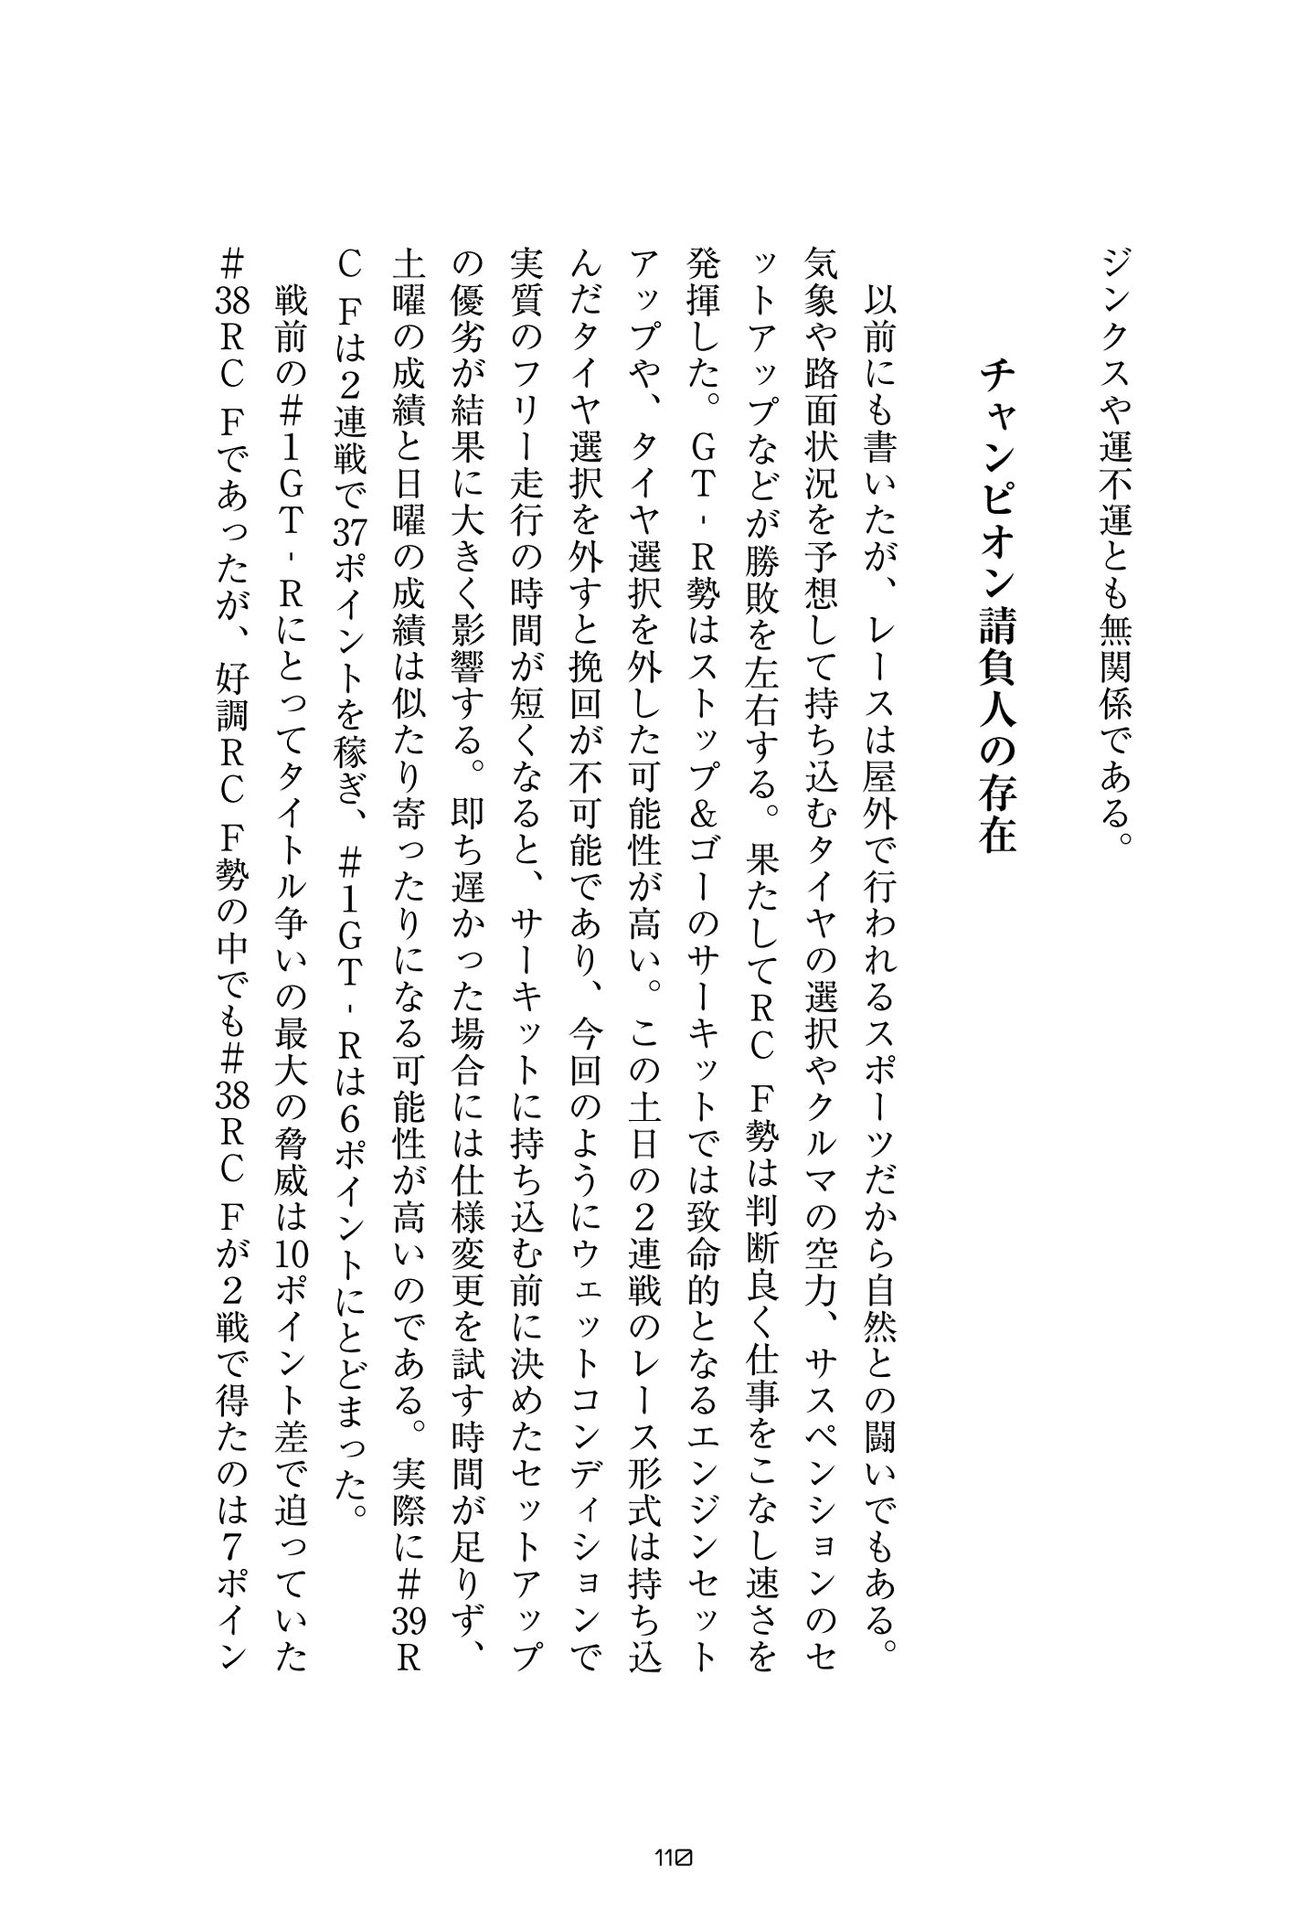 ジンクスや運不運とも無関係である。
チャンピオン請負人の存在
以前にも書いたが、レースは屋外で行われるスポーツだから自然との闘いでもある。
気象や路面状況を予想して持ち込むタイヤの選択やクルマの空力、サスペンションのセ
ットアップなどが勝敗を左右する。果たしてRC F勢は判断良く仕事をこなし速さを
発揮した。GT-R勢はストップ&ゴーのサーキットでは致命的となるエンジンセット
アップや、タイヤ選択を外した可能性が高い。この土日の2連戦のレース形式は持ち込
んだタイヤ選択を外すと挽回が不可能であり、今回のようにウェットコンディションで
実質のフリー走行の時間が短くなると、サーキットに持ち込む前に決めたセットアップ
の優劣が結果に大きく影響する。即ち遅かった場合には仕様変更を試す時間が足りず、
土曜の成績と日曜の成績は似たり寄ったりになる可能性が高いのである。実際に#39R
C Fは2連戦で37ポイントを稼ぎ、#1GT-Rは6ポイントにとどまった。
戦前の#1GT-Rにとってタイトル争いの最大の脅威は10ポイント差で迫っていた
#38RC Fであったが、好調RC F勢の中でも#38RC Fが2戦で得たのは7ポイン
110